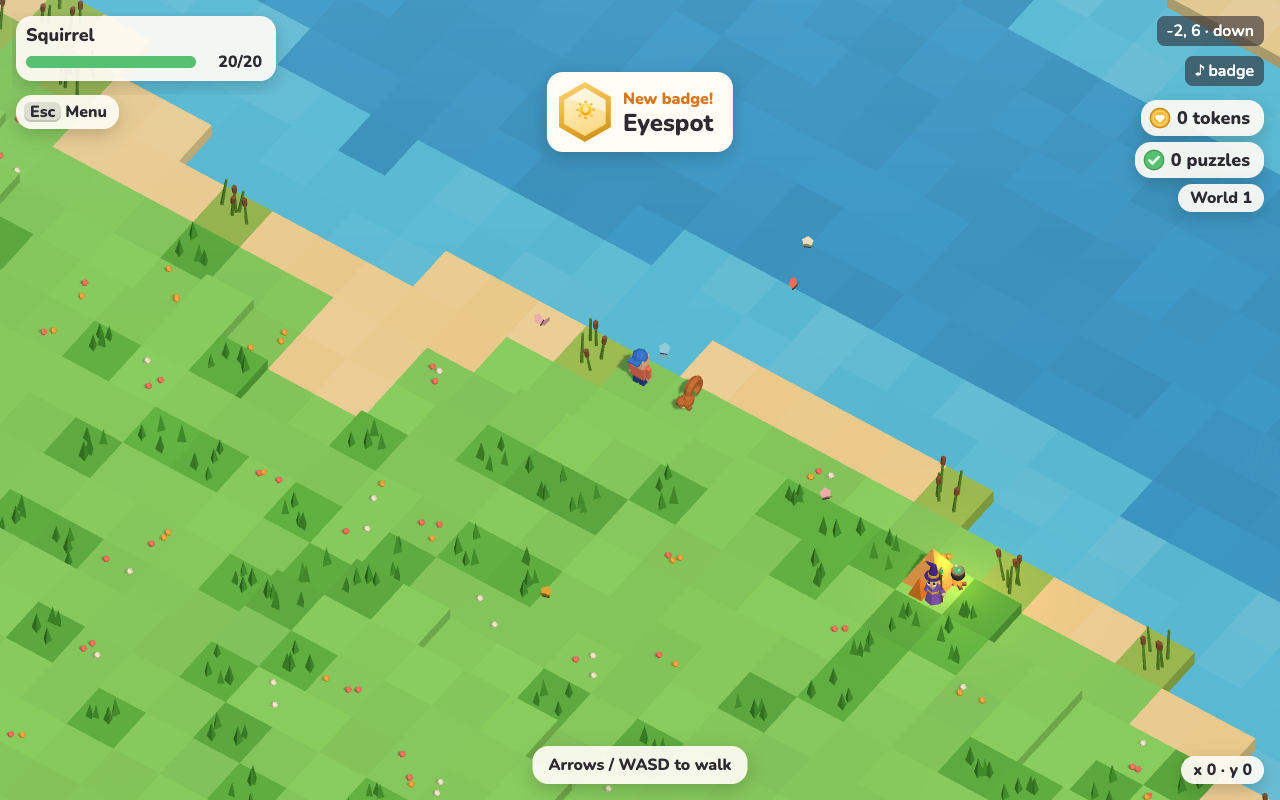 Squirrel
20/20
Esc Menu
New badge!
Eyespot
-2, 6 · down
♪ badge
0 tokens
0 puzzles
World 1
Arrows / WASD to walk
x 0 · y 0